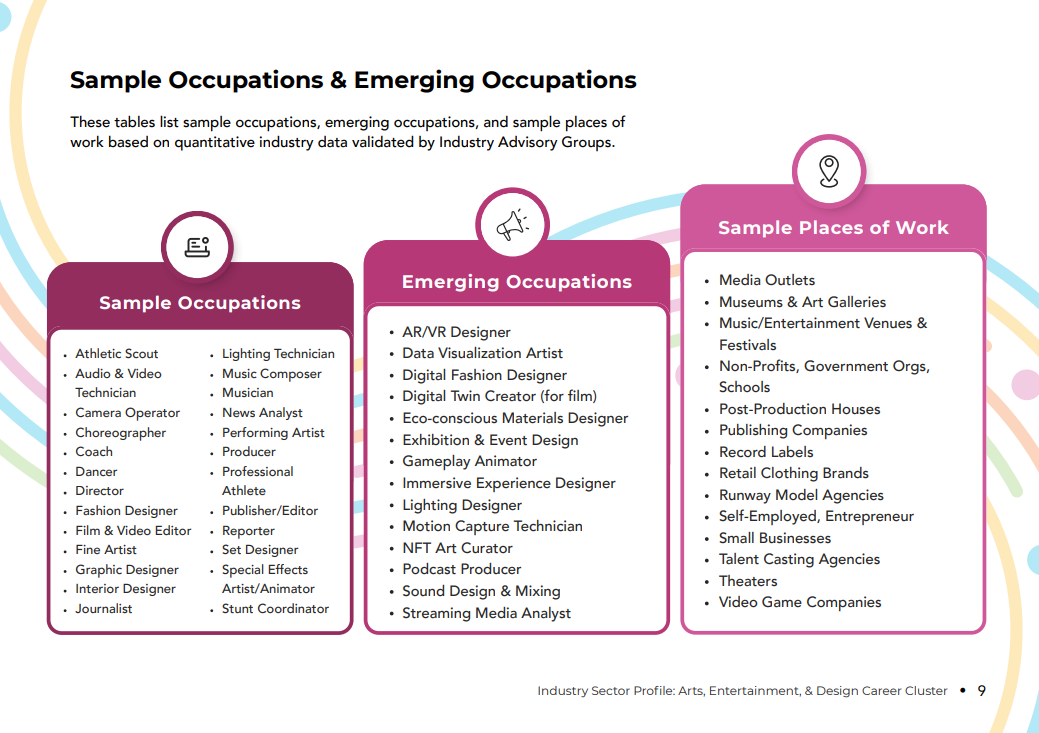 Sample Occupations & Emerging Occupations
These tables list sample occupations, emerging occupations, and sample places of
work based on quantitative industry data validated by Industry Advisory Groups.
Sample Occupations
• Athletic Scout
• Audio & Video
Technician
• Camera Operator
• Choreographer
• Coach
• Dancer
• Director
• Fashion Designer
• Film & Video Editor
• Fine Artist
• Graphic Designer
• Interior Designer
• Journalist
• Lighting Technician
• Music Composer
• Musician
• News Analyst
• Performing Artist
• Producer
• Professional
Athlete
• Publisher/Editor
• Reporter
• Set Designer
• Special Effects
Artist/Animator
• Stunt Coordinator
Emerging Occupations
• AR/VR Designer
• Data Visualization Artist
• Digital Fashion Designer
• Digital Twin Creator (for film)
• Eco-conscious Materials Designer
• Exhibition & Event Design
• Gameplay Animator
• Immersive Experience Designer
• Lighting Designer
• Motion Capture Technician
• NFT Art Curator
• Podcast Producer
• Sound Design & Mixing
• Streaming Media Analyst
Sample Places of Work
• Media Outlets
• Museums & Art Galleries
• Music/Entertainment Venues &
Festivals
• Non-Profits, Government Orgs,
Schools
• Post-Production Houses
• Publishing Companies
• Record Labels
• Retail Clothing Brands
• Runway Model Agencies
• Self-Employed, Entrepreneur
• Small Businesses
• Talent Casting Agencies
• Theaters
• Video Game Companies
Industry Sector Profile: Arts, Entertainment, & Design Career Cluster • 9